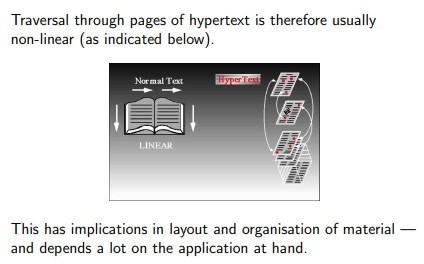 Traversal through pages of hypertext is therefore usually
non-linear (as indicated below).
Normal Text
HyperText
LINEAR
This has implications in layout and organisation of material —
and depends a lot on the application at hand.